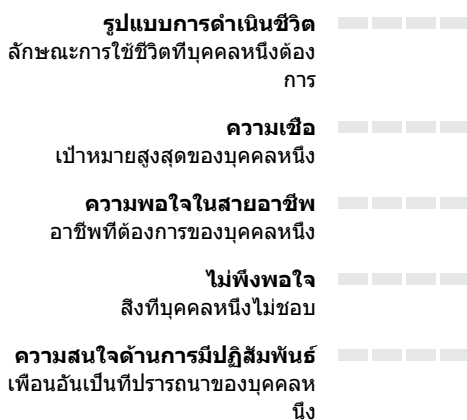 รูปแบบการดำเนินชีวิต
ลักษณะการใช้ชีวิตทีบุคคลหนึงต้อง
การ
ความเชือ
เป้าหมายสูงสุดของบุคคลหนึง
ความพอใจในสายอาชีพ
อาชีพทีต้องการของบุคคลหนึง
ไม่พึงพอใจ
สิงทีบุคคลหนึงไม่ชอบ
ความสนใจด้านการมีปฏิสัมพันธ์
เพือนอันเป็นทีปรารถนาของบุคคลห
นึง